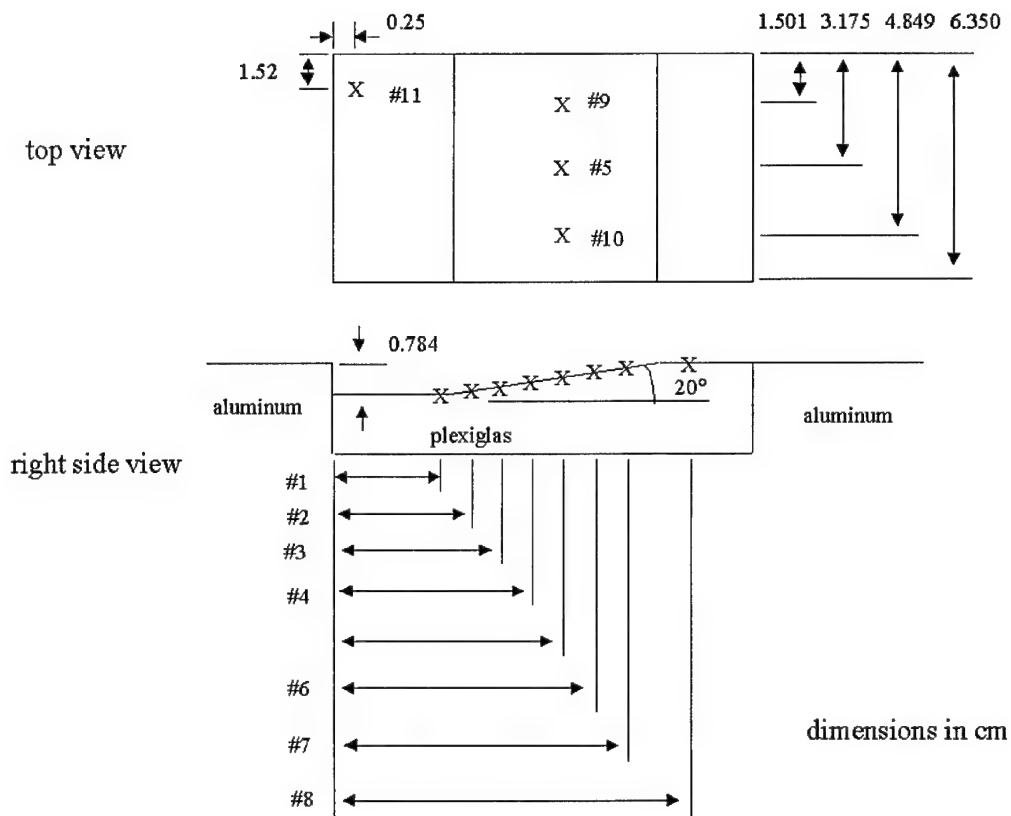 0.25
1.501 3.175 4.849 6.350
1.52
X #11
X #9
top view
X #5
X #10
0.784
X X X X X X X X
20°
aluminum
aluminum
plexiglas
right side view
#1
#2
#3
#4
#6
#7
dimensions in cm
#8